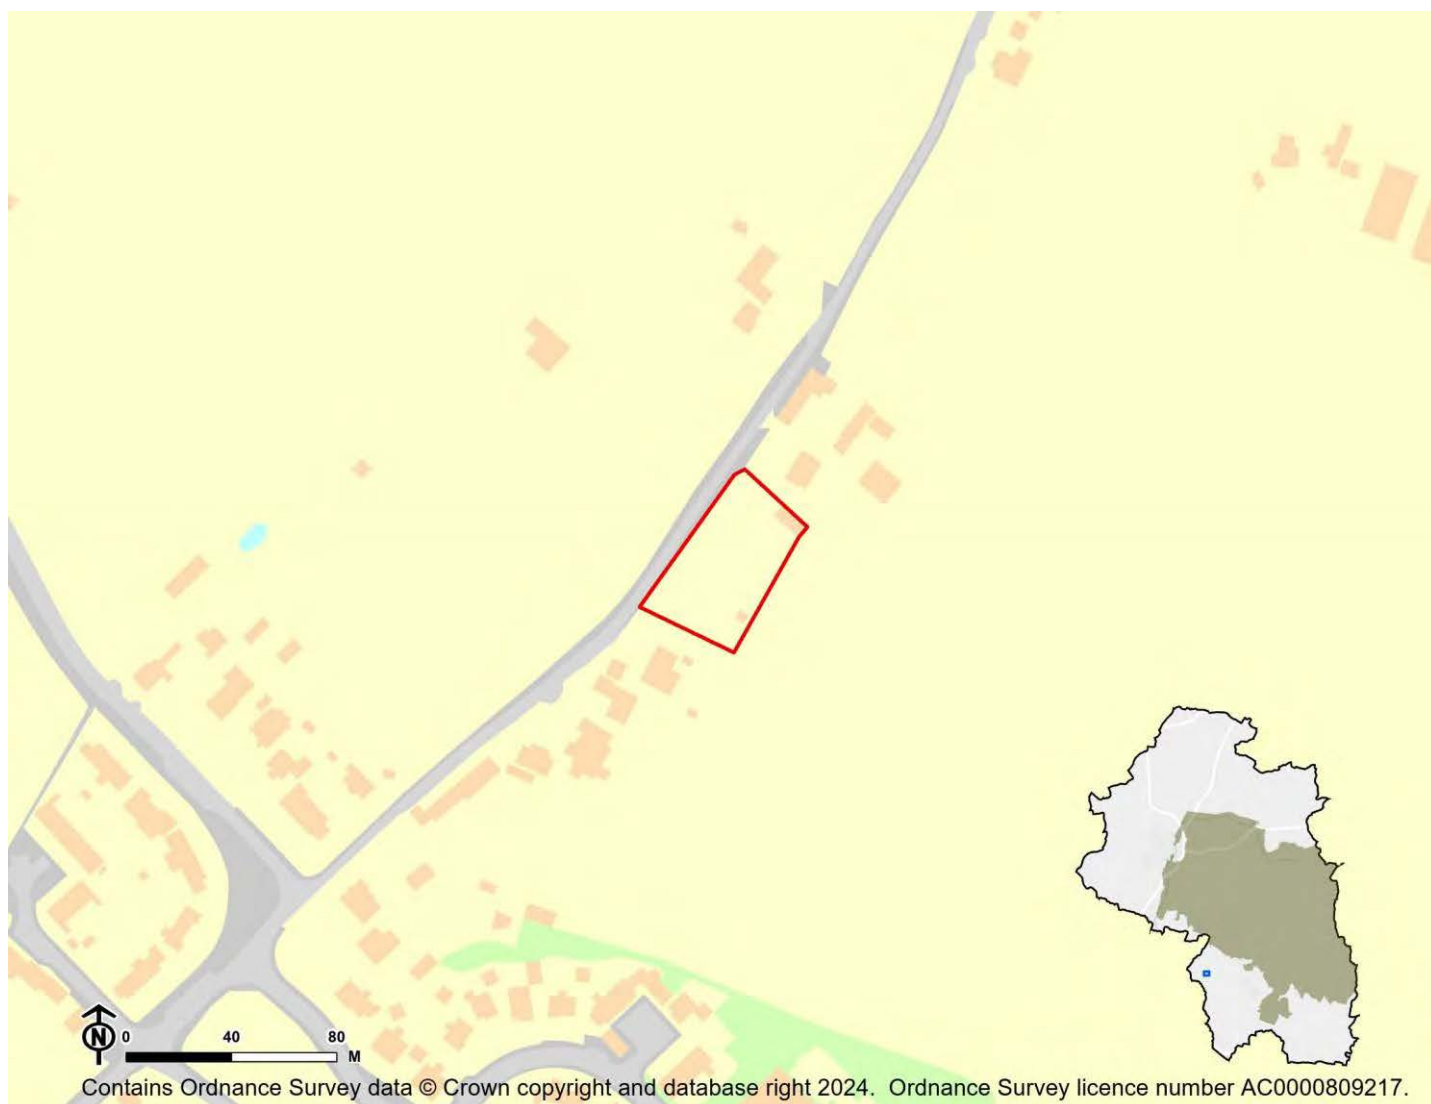 N
0 40 80
M
Contains Ordnance Survey data © Crown copyright and database right 2024. Ordnance Survey licence number AC0000809217.